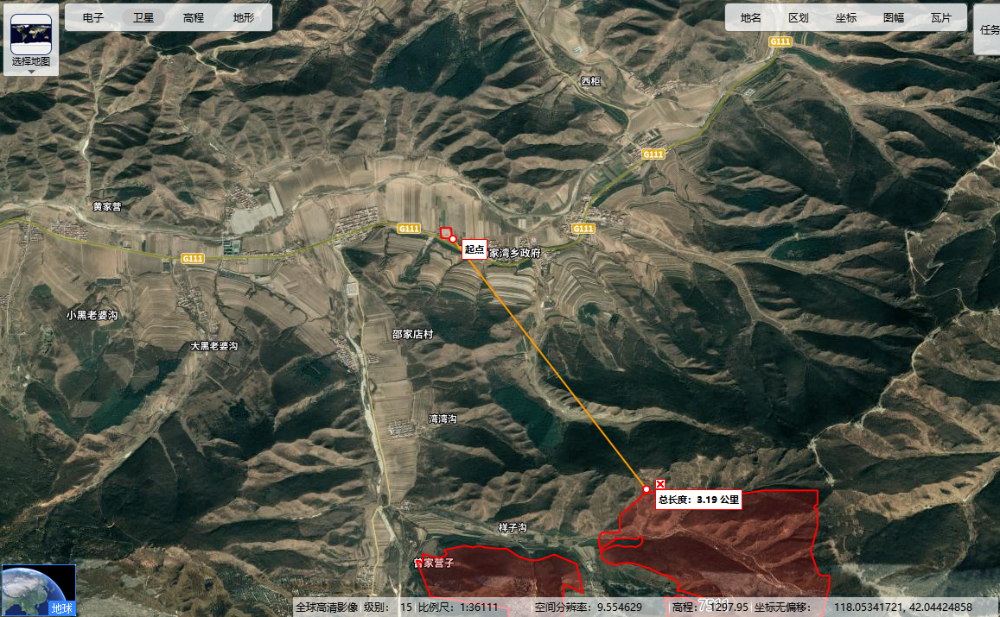 电子 卫星 高程 地形
地名 区划 坐标 图幅 瓦片
任务
选择地图
G111
西柜
G111
黄家营
G111
G111
起点
家湾乡政府
G111
小黑老婆沟
邵家店村
大黑老婆沟
湾湾沟
总长度：3.19 公里
样子沟
曾家营子
地球
全球高清影像 级别： 15 比例尺：1:36111 空间分辨率：9.554629 高程：1297.95 坐标无偏移： 118.05341721, 42.04424858